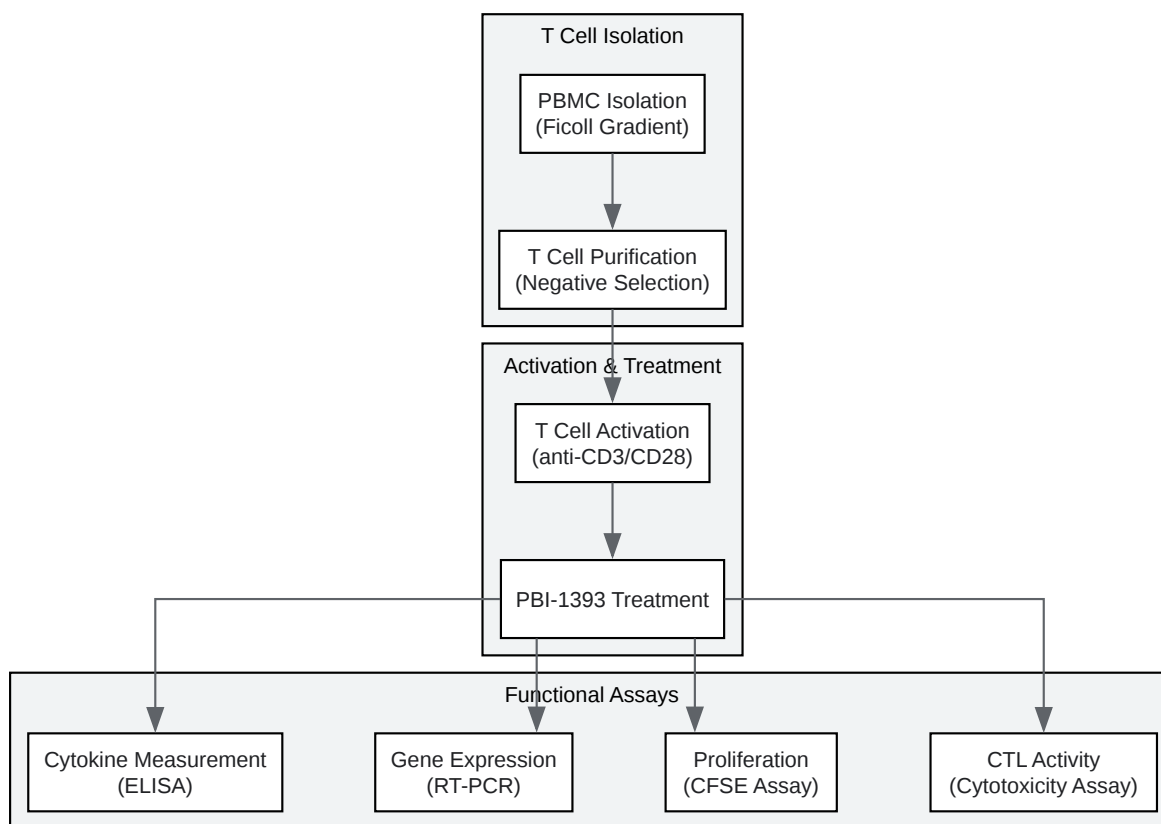 T Cell Isolation
PBMC Isolation
(Ficoll Gradient)
T Cell Purification
(Negative Selection)
Activation & Treatment
T Cell Activation
(anti-CD3/CD28)
PBI-1393 Treatment
Functional Assays
Cytokine Measurement
(ELISA)
Gene Expression
(RT-PCR)
Proliferation
(CFSE Assay)
CTL Activity
(Cytotoxicity Assay)